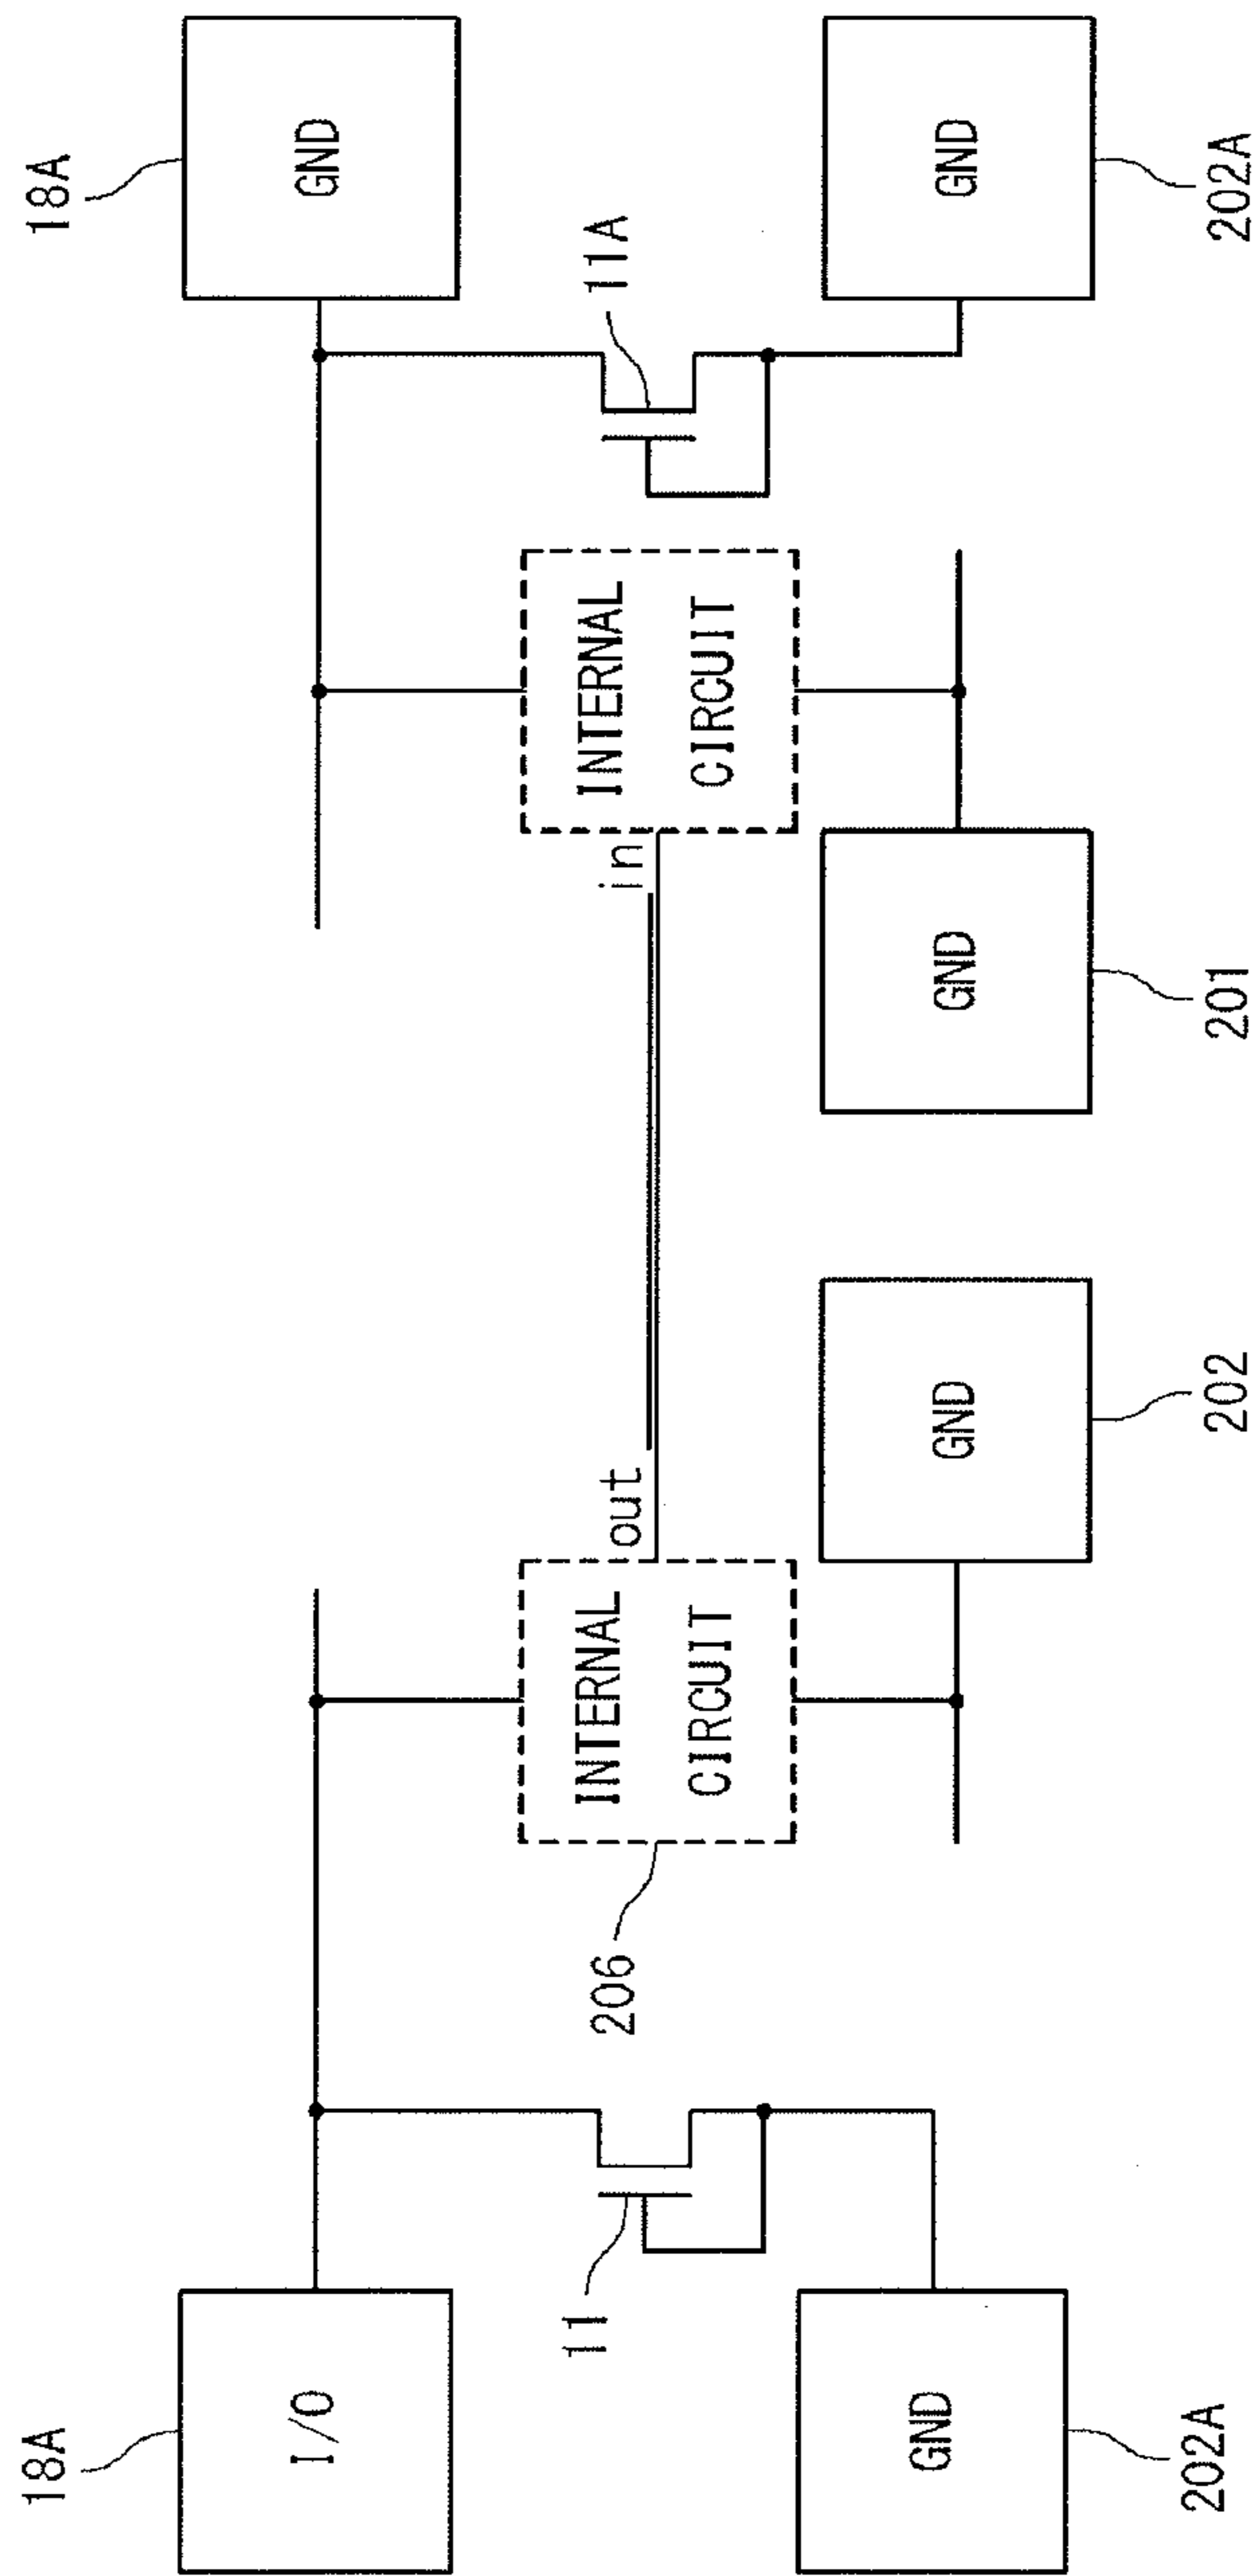 18A
I/O
11
GND
202A
206
INTERNAL
CIRCUIT
out
GND
202
in
INTERNAL
CIRCUIT
GND
201
11A
18A
GND
GND
202A